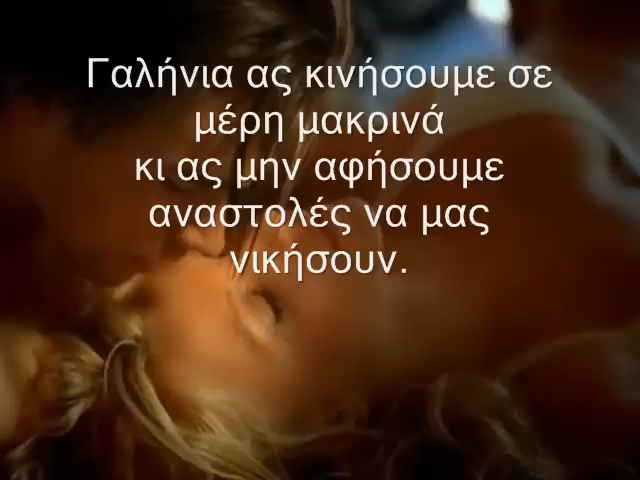 Γαλήνια ας κινήσουμε σε
μέρη μακρινά
κι ας μην αφήσουμε
αναστολές να μας
νικήσουν.